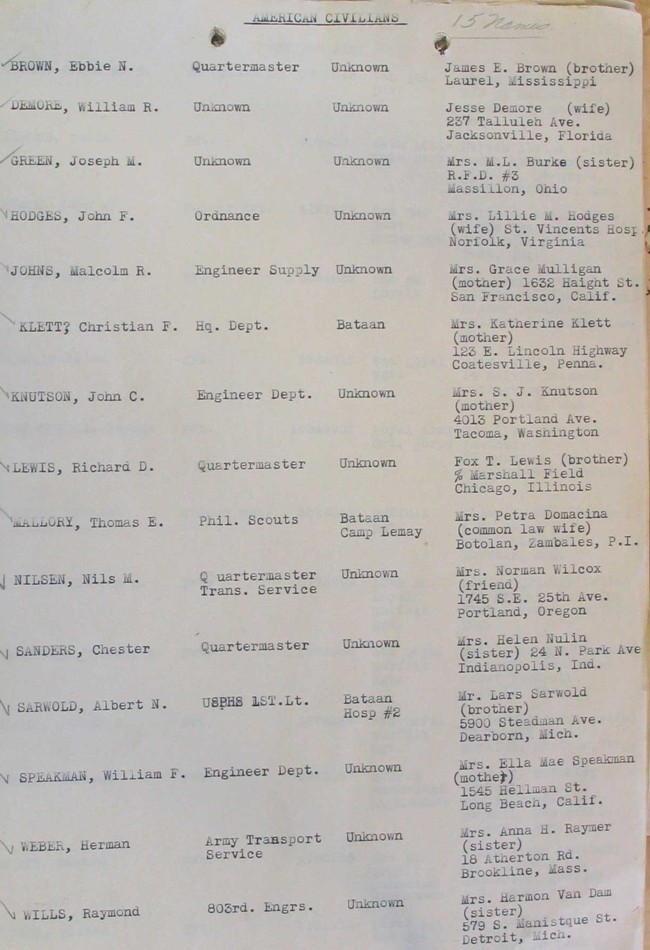 AMERICAN CIVILIANS 15 Names
BROWN, Ebbie N. Quartermaster Unknown James E. Brown (brother)
Laurel, Mississippi
DEMORE, William R. Unknown Unknown Jesse Demore (wife)
237 Talluleh Ave.
Jacksonville, Florida
GREEN, Joseph M. Unknown Unknown Mrs. M.L. Burke (sister)
R.F.D. #3
Massillon, Ohio
HODGES, John F. Ordnance Unknown Mrs. Lillie M. Hodges
(wife) St. Vincents Hosp.
Norfolk, Virginia
JOHNS, Malcolm R. Engineer Supply Unknown Mrs. Grace Mulligan
(mother) 1632 Haight St.
San Francisco, Calif.
KLETT? Christian F. Hq. Dept. Bataan Mrs. Katherine Klett
(mother)
123 E. Lincoln Highway
Coatesville, Penna.
KNUTSON, John C. Engineer Dept. Unknown Mrs. S. J. Knutson
(mother)
4013 Portland Ave.
Tacoma, Washington
LEWIS, Richard D. Quartermaster Unknown Fox T. Lewis (brother)
% Marshall Field
Chicago, Illinois
MALLORY, Thomas E. Phil. Scouts Bataan Mrs. Petra Domacina
Camp Lemay (common law wife)
Botolan, Zambales, P.I.
NILSEN, Nils M. Q uartermaster Unknown Mrs. Norman Wilcox
Trans. Service (friend)
1745 S.E. 25th Ave.
Portland, Oregon
SANDERS, Chester Quartermaster Unknown Mrs. Helen Nulin
(sister) 24 N. Park Ave
Indianopolis, Ind.
SARWOLD, Albert N. USPHS 1ST.Lt. Bataan Mr. Lars Sarwold
Hosp #2 (brother)
5900 Steadman Ave.
Dearborn, Mich.
SPEAKMAN, William F. Engineer Dept. Unknown Mrs. Ella Mae Speakman
(mother)
1545 Hellman St.
Long Beach, Calif.
WEBER, Herman Army Transport Unknown Mrs. Anna H. Raymer
Service (sister)
18 Atherton Rd.
Brookline, Mass.
WILLS, Raymond 803rd. Engrs. Unknown Mrs. Harmon Van Dam
(sister)
579 S. Manistque St.
Detroit, Mich.